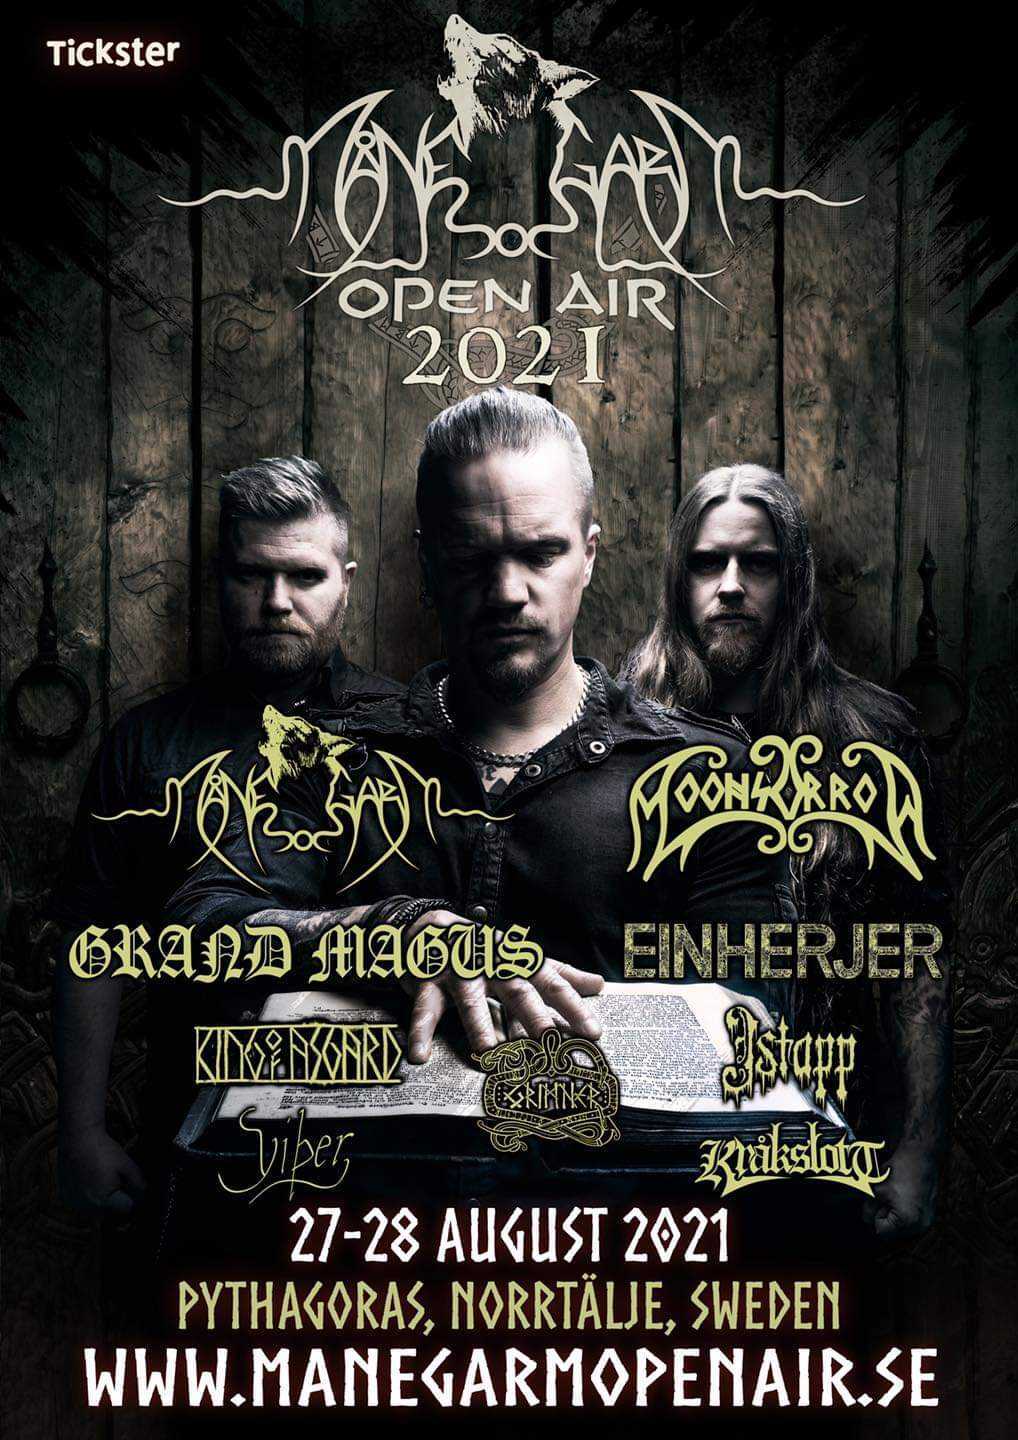 Tickster
MÅNEGARM
OPEN AIR
2021
MÅNEGARM
MOONSORROW
GRAND MAGUS
EINHERJER
KING OF ASGARD
GRIMNER
Istapp
Viper
Kråkslott
27-28 AUGUST 2021
PYTHAGORAS, NORRTÄLJE, SWEDEN
WWW.MANEGARMOPENAIR.SE